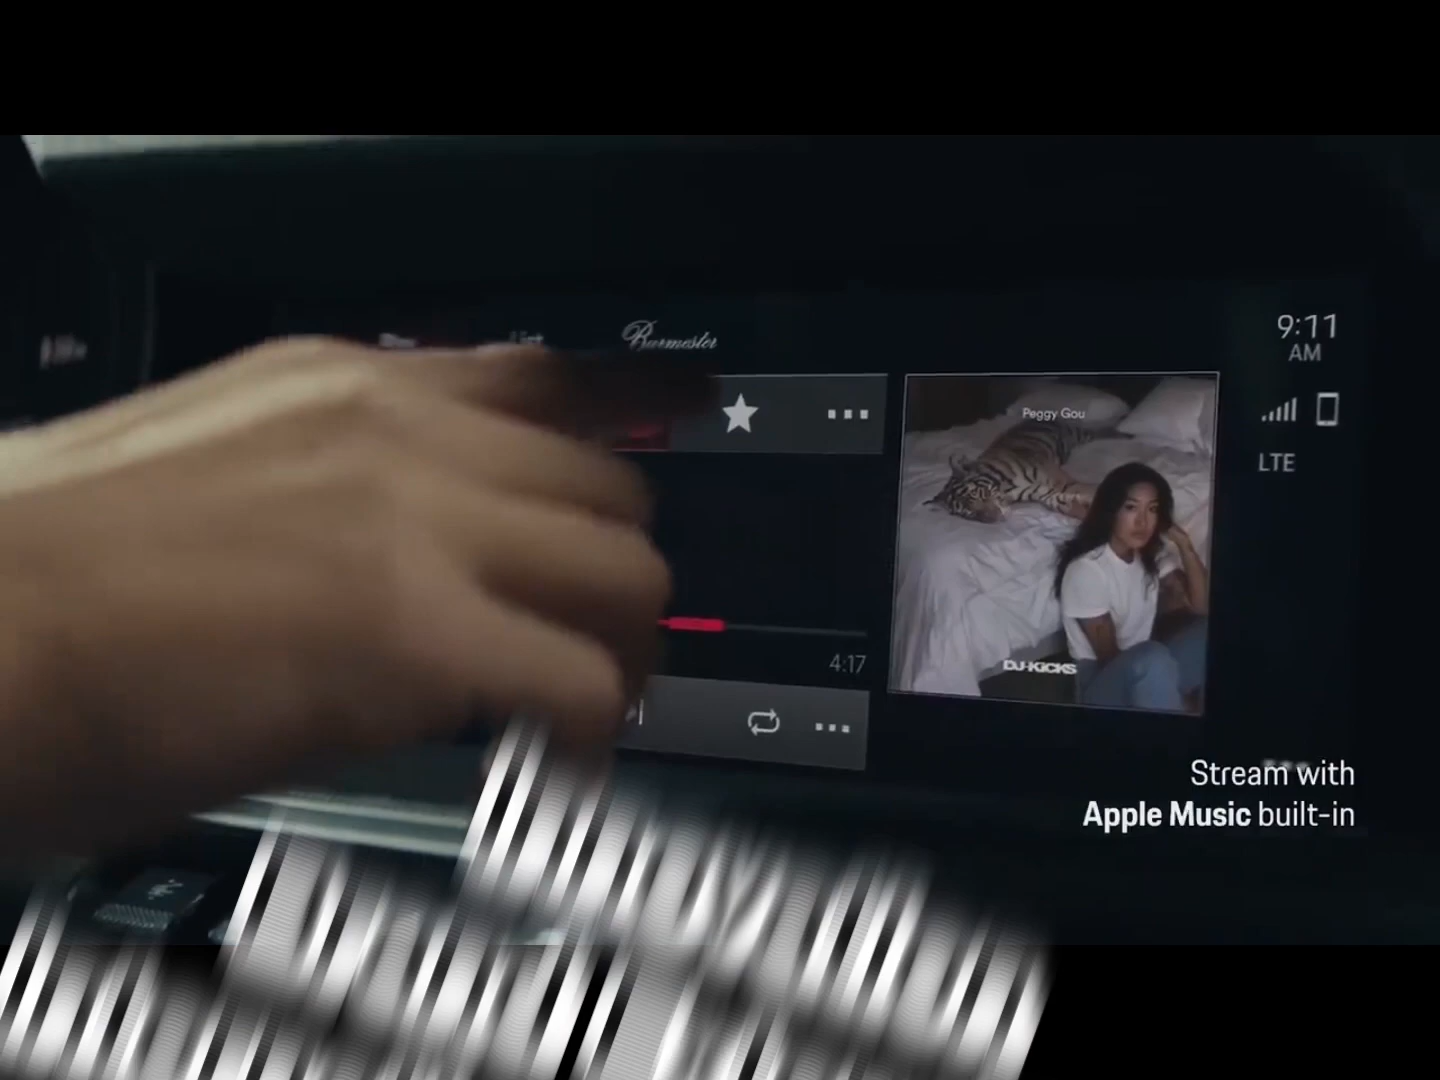 Burmester
9:11
AM
Peggy Gou
LTE
4:17
DJ-KiCKS
Stream with
Apple Music built-in